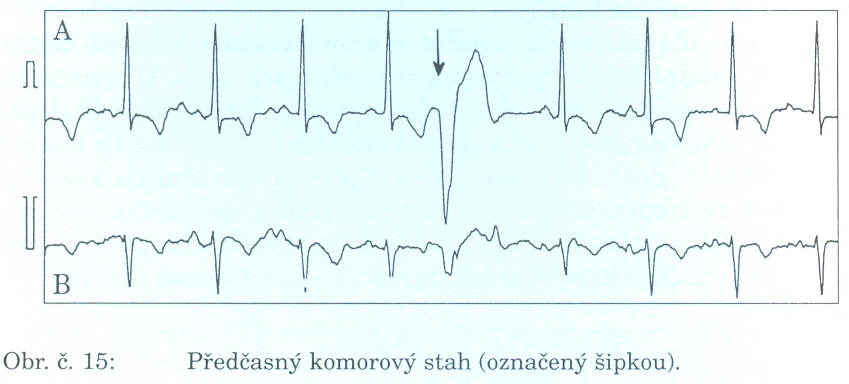 A
B
Obr. č. 15: Předčasný komorový stah (označený šipkou).